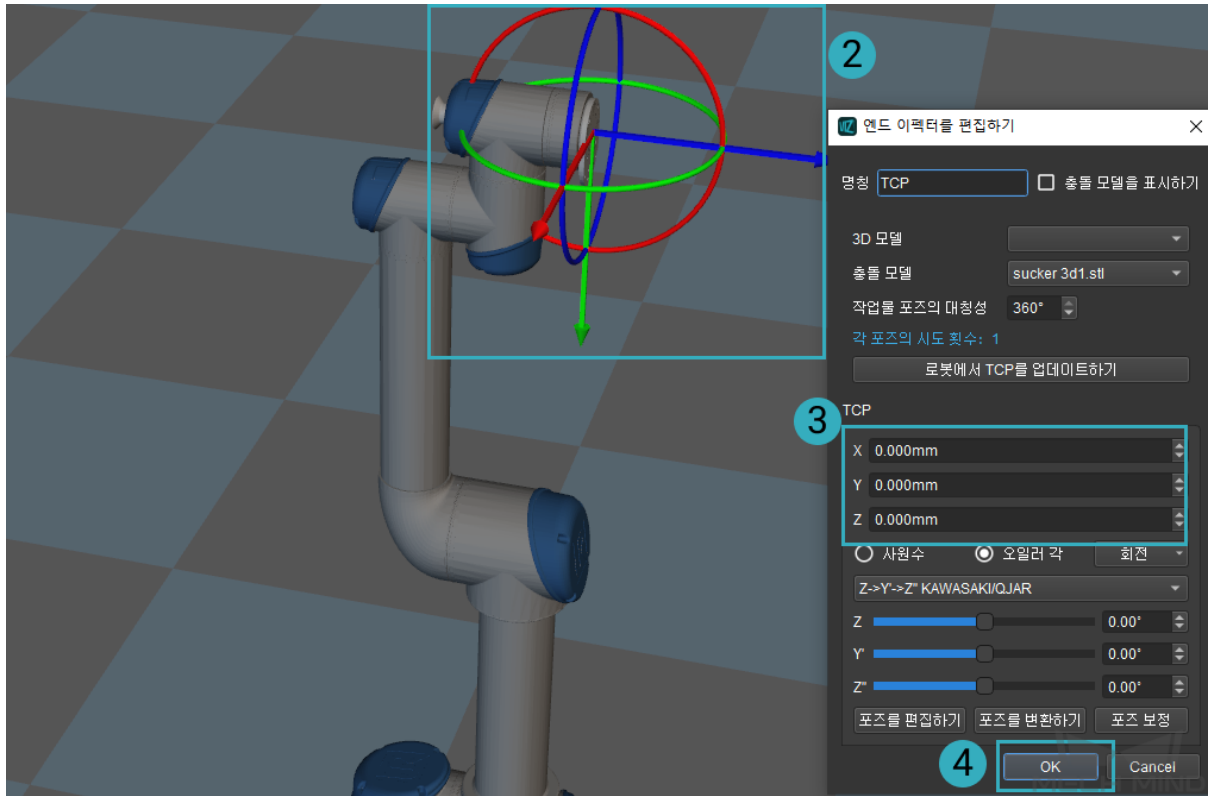 2
엔드 이펙터를 편집하기
명칭 TCP 충돌 모델을 표시하기
3D 모델
충돌 모델 sucker 3d1.stl
작업물 포즈의 대칭성 360°
각 포즈의 시도 횟수: 1
로봇에서 TCP를 업데이트하기
TCP
3
X 0.000mm
Y 0.000mm
Z 0.000mm
사원수 오일러 각 회전
Z->Y'->Z" KAWASAKI/QJAR
Z 0.00°
Y' 0.00°
Z" 0.00°
포즈를 편집하기 포즈를 변환하기 포즈 보정
4 OK Cancel
MECH MIND